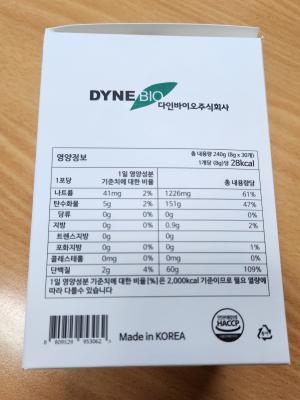 DYNE BIO
다인바이오주식회사
영양정보
총 내용량 240g (8g x 30개)
1개당 (8g)당 28kcal
1포당 1일 영양성분 기준치에 대한 비율 총 내용량당
나트륨 41mg 2% 1226mg 61%
탄수화물 5g 2% 151g 47%
당류 0g 0% 0g 0%
지방 0g 0% 0.9g 2%
트렌스지방 0g 0g
포화지방 0g 0% 0g 1%
콜레스테롤 0mg 0% 0mg 0%
단백질 2g 4% 60g 109%
1일 영양성분 기준치에 대한 비율[%]은 2,000kcal 기준이므로 필요 열량에
따라 다를수 있습니다
Made in KOREA
HACCP
8 809529 953062